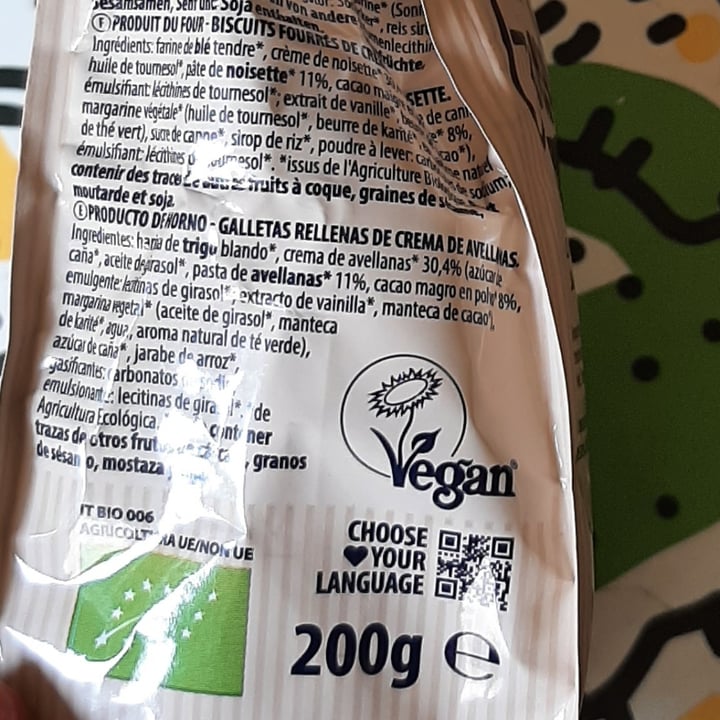 Sesamsamen, Senf und Soja
von andere
enthalten.
reis sir
Ⓕ PRODUIT DU FOUR - BISCUITS FOURRÉS DE
Ingrédients: farine de blé tendre*, crème de noisette*
SETTE.
huile de tournesol*, pâte de noisette* 11%, cacao
émulsifiant: lécithines de tournesol*, extrait de vanille*,
margarine végétale* (huile de tournesol*, beurre de karité*, 8%,
de thé vert), sucre de canne*, sirop de riz*, poudre à lever:
émulsifiant: lécithines tournesol*. *issus de l'Agriculture
contenir des traces fruits à coque, graines de
moutarde et soja.
Ⓔ PRODUCTO DE HORNO - GALLETAS RELLENAS DE CREMA DE AVELLANAS.
Ingredientes: harina de trigo blando*, crema de avellanas* 30,4% (azúcar de
caña*, aceite de girasol*, pasta de avellanas* 11%, cacao magro en polvo* 8%,
emulgente: lecitinas de girasol*, extracto de vainilla*, manteca de cacao*),
margarina vegetal* (aceite de girasol*, manteca
de karité*, agua, aroma natural de té verde),
azúcar de caña*, jarabe de arroz*,
gasificantes: carbonatos
emulsionante: lecitinas de girasol*. *de
Agricultura Ecológica. contener
trazas de otros frutos , granos
de sésamo, mostaza
Vegan
IT BIO 006
AGRICOLTURA UE/NON UE
CHOOSE
YOUR
LANGUAGE
200g ℮